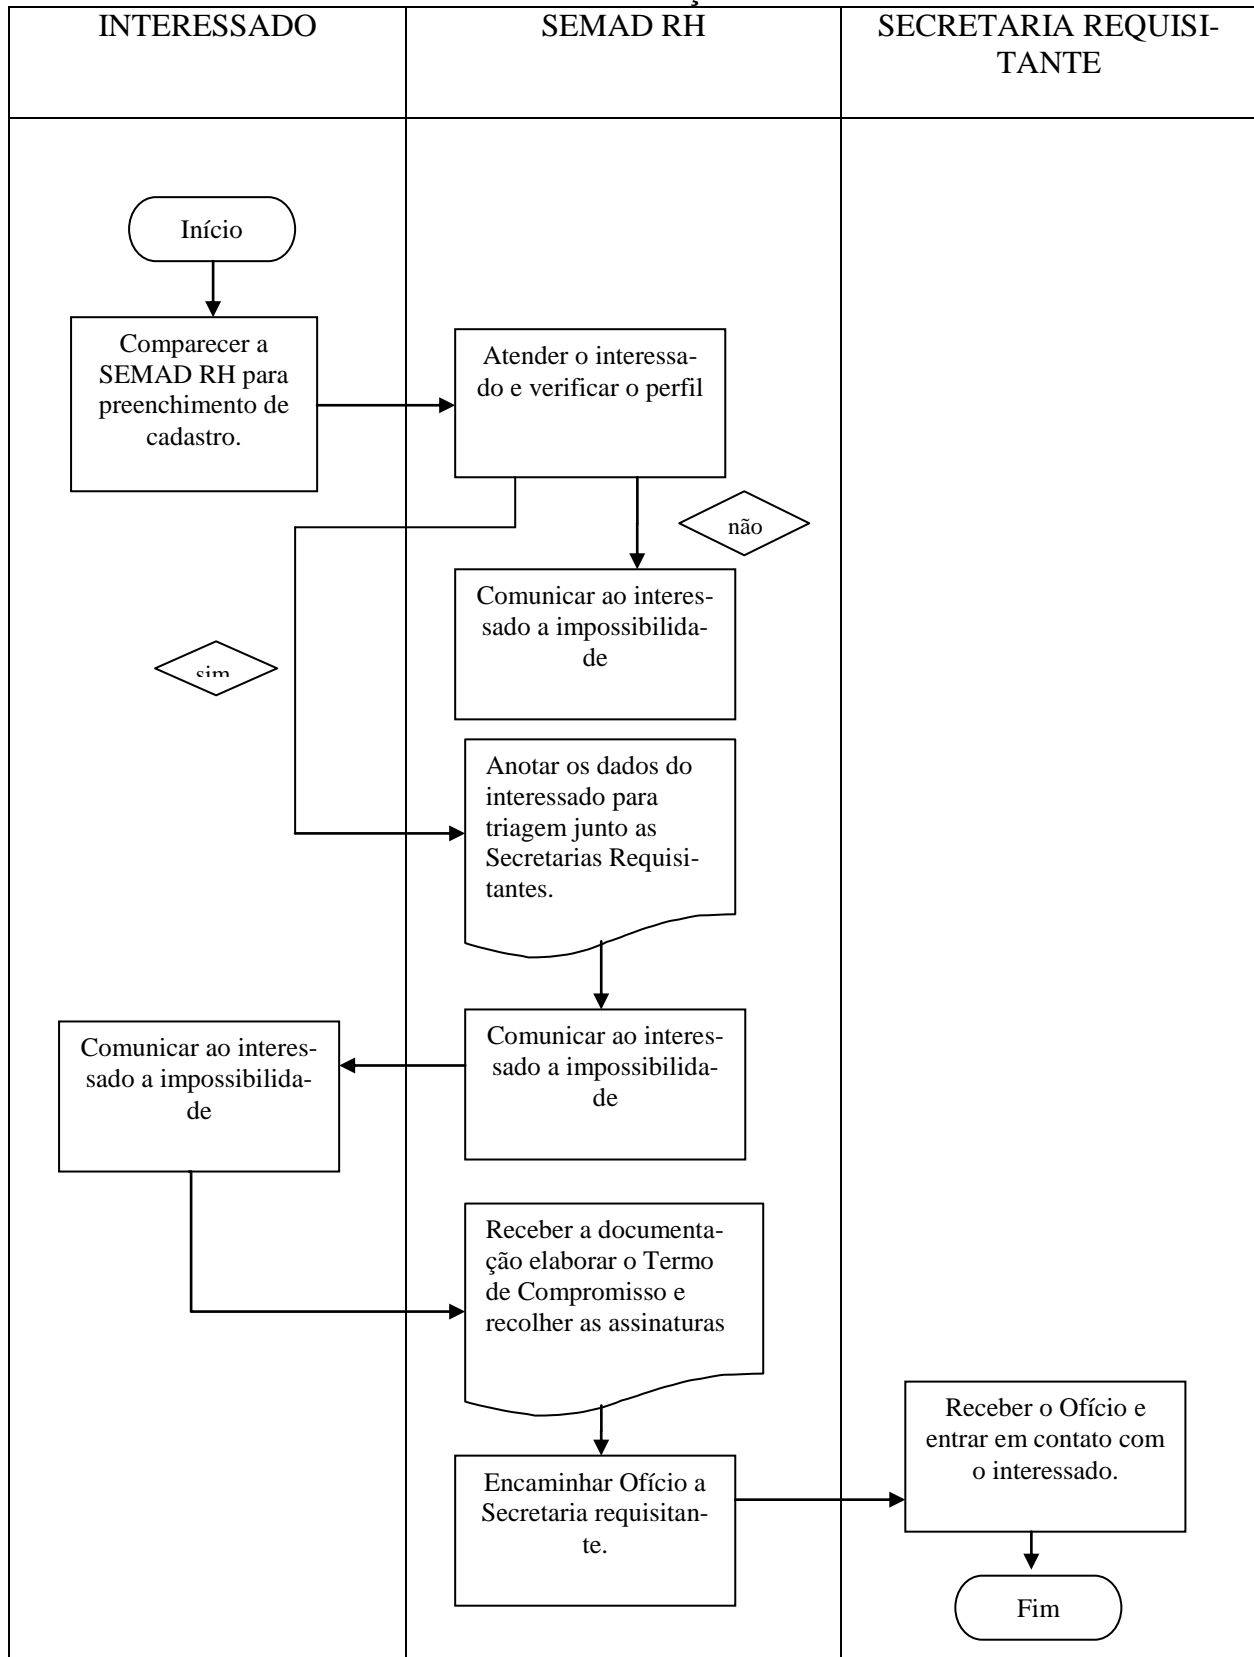 INTERESSADO
SEMAD RH
SECRETARIA REQUISI-
TANTE
Início
Comparecer a
SEMAD RH para
preenchimento de
cadastro.
Atender o interessa-
do e verificar o perfil
não
Comunicar ao interes-
sado a impossibilida-
de
sim
Anotar os dados do
interessado para
triagem junto as
Secretarias Requisi-
tantes.
Comunicar ao interes-
sado a impossibilida-
de
Comunicar ao interes-
sado a impossibilida-
de
Receber a documenta-
ção elaborar o Termo
de Compromisso e
recolher as assinaturas
Receber o Ofício e
entrar em contato com
o interessado.
Encaminhar Ofício a
Secretaria requisitan-
te.
Fim